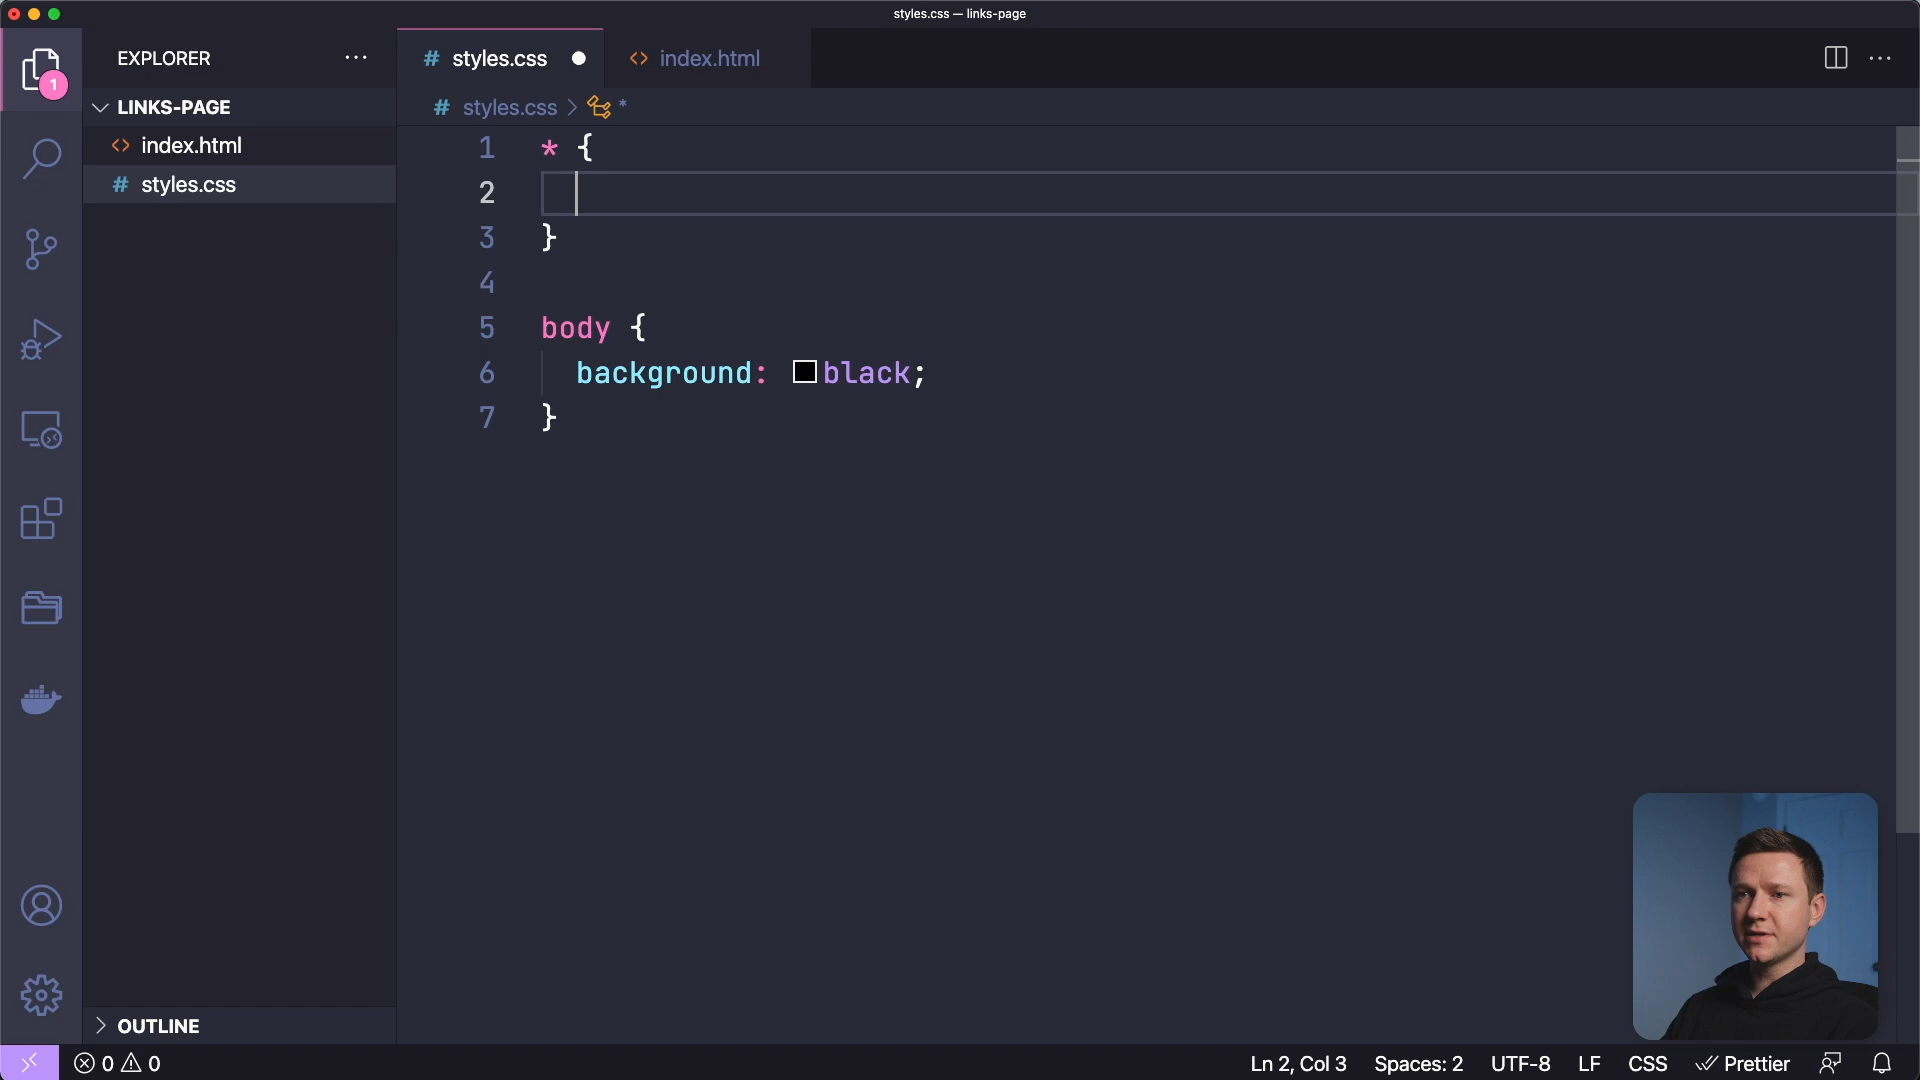 styles.css — links-page
EXPLORER
1
LINKS-PAGE
index.html
# styles.css
OUTLINE
# styles.css
index.html
# styles.css > *
1 * {
2
3 }
4
5 body {
6 background: black;
7 }
0 0
Ln 2, Col 3
Spaces: 2
UTF-8
LF
CSS
Prettier